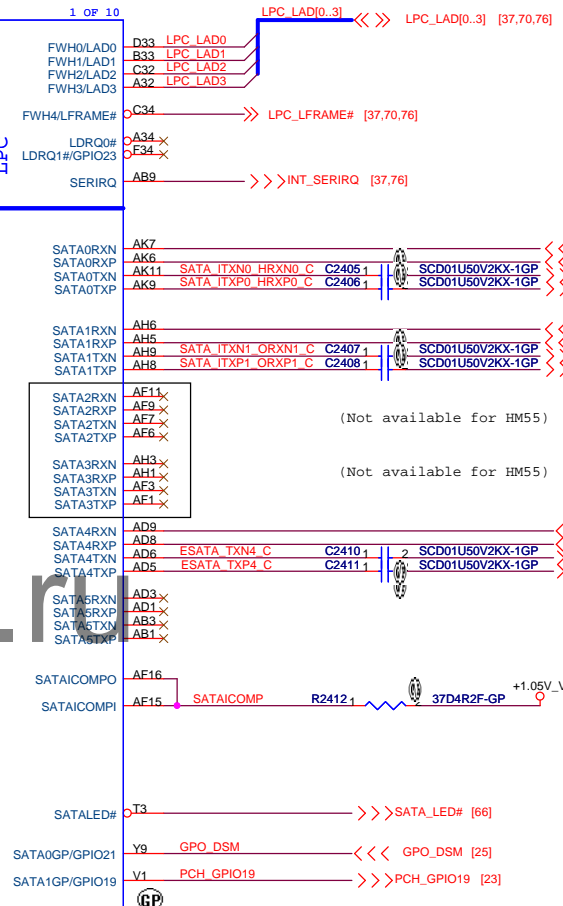 1 OF 10
LPC_LAD[0..3]
LPC_LAD[0..3] [37,70,76]
FWH0/LAD0 D33 LPC_LAD0
FWH1/LAD1 B33 LPC_LAD1
FWH2/LAD2 C32 LPC_LAD2
FWH3/LAD3 A32 LPC_LAD3
FWH4/LFRAME# C34 LPC_LFRAME# [37,70,76]
LPC
LDRQ0# A34
LDRQ1#/GPIO23 F34
SERIRQ AB9 INT_SERIRQ [37,76]
SATA0RXN AK7
SATA0RXP AK6
SATA0TXN AK11 SATA_ITXN0_HRXN0_C C2405 1 SCD01U50V2KX-1GP
SATA0TXP AK9 SATA_ITXP0_HRXP0_C C2406 1 SCD01U50V2KX-1GP
SATA1RXN AH6
SATA1RXP AH5
SATA1TXN AH9 SATA_ITXN1_ORXN1_C C2407 1 SCD01U50V2KX-1GP
SATA1TXP AH8 SATA_ITXP1_ORXP1_C C2408 1 SCD01U50V2KX-1GP
SATA2RXN AF11
SATA2RXP AF9
SATA2TXN AF7
SATA2TXP AF6
(Not available for HM55)
SATA3RXN AH3
SATA3RXP AH1
SATA3TXN AF3
SATA3TXP AF1
(Not available for HM55)
SATA4RXN AD9
SATA4RXP AD8
SATA4TXN AD6 ESATA_TXN4_C C2410 1 2 SCD01U50V2KX-1GP
SATA4TXP AD5 ESATA_TXP4_C C2411 1 SCD01U50V2KX-1GP
SATA5RXN AD3
SATA5RXP AD1
SATA5TXN AB3
SATA5TXP AB1
.ru
SATAICOMPO AF16
SATAICOMPI AF15 SATAICOMP R2412 1 37D4R2F-GP +1.05V_V
SATALED# T3 SATA_LED# [66]
SATA0GP/GPIO21 Y9 GPO_DSM GPO_DSM [25]
SATA1GP/GPIO19 V1 PCH_GPIO19 PCH_GPIO19 [23]
GP